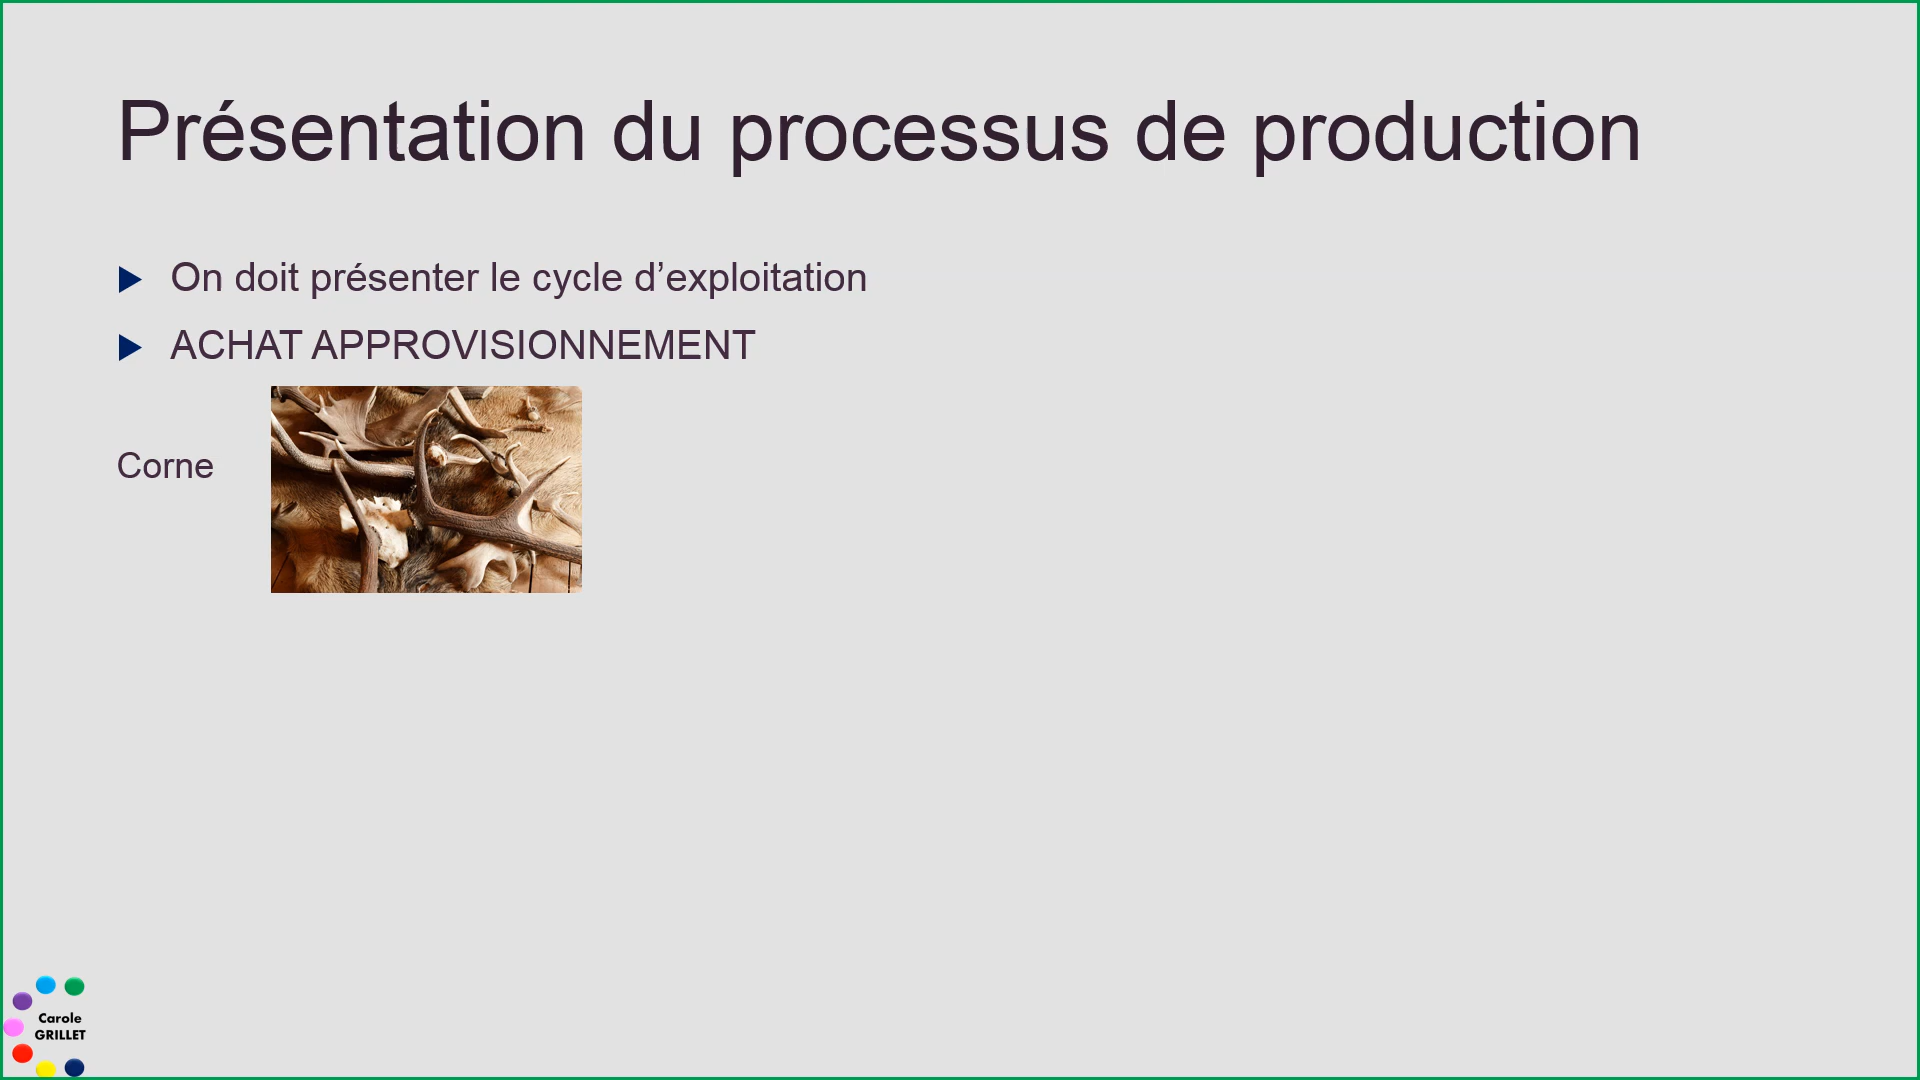 Présentation du processus de production
On doit présenter le cycle d’exploitation
ACHAT APPROVISIONNEMENT
Corne
Carole
GRILLET